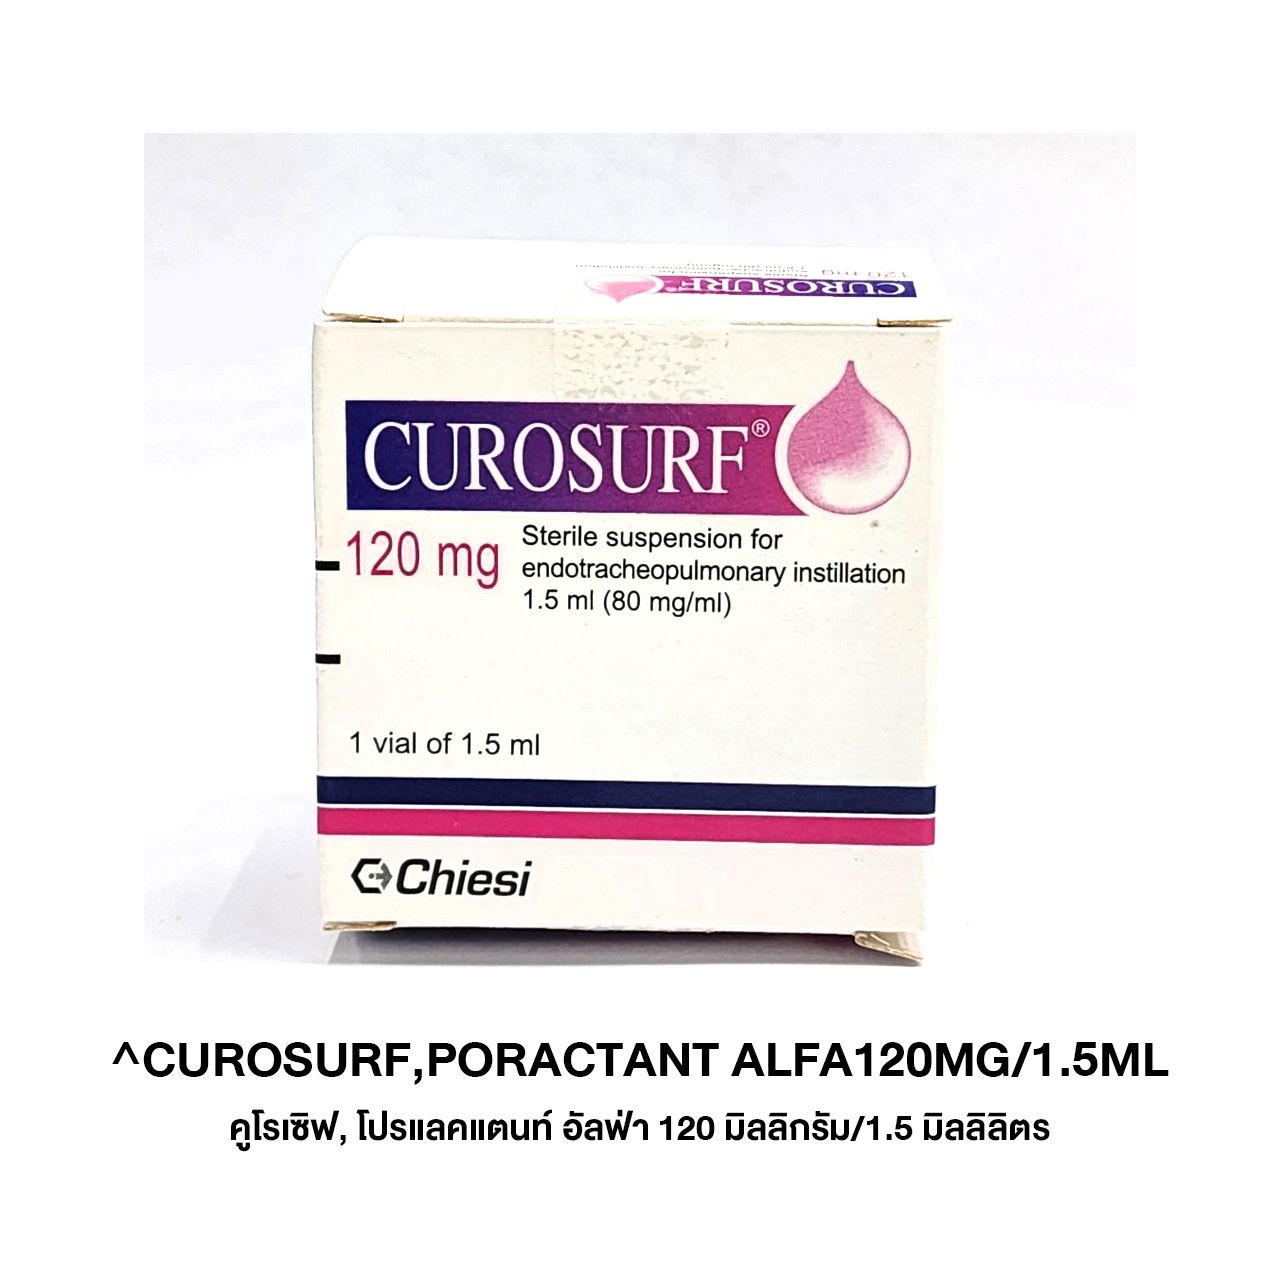 120 mg
CUROSURF®
CUROSURF®
120 mg
Sterile suspension for
endotracheopulmonary instillation
1.5 ml (80 mg/ml)
1 vial of 1.5 ml
Chiesi
^CUROSURF,PORACTANT ALFA120MG/1.5ML
คูโรเซิฟ, โปรแลคแตนท์ อัลฟ่า 120 มิลลิกรัม/1.5 มิลลิลิตร